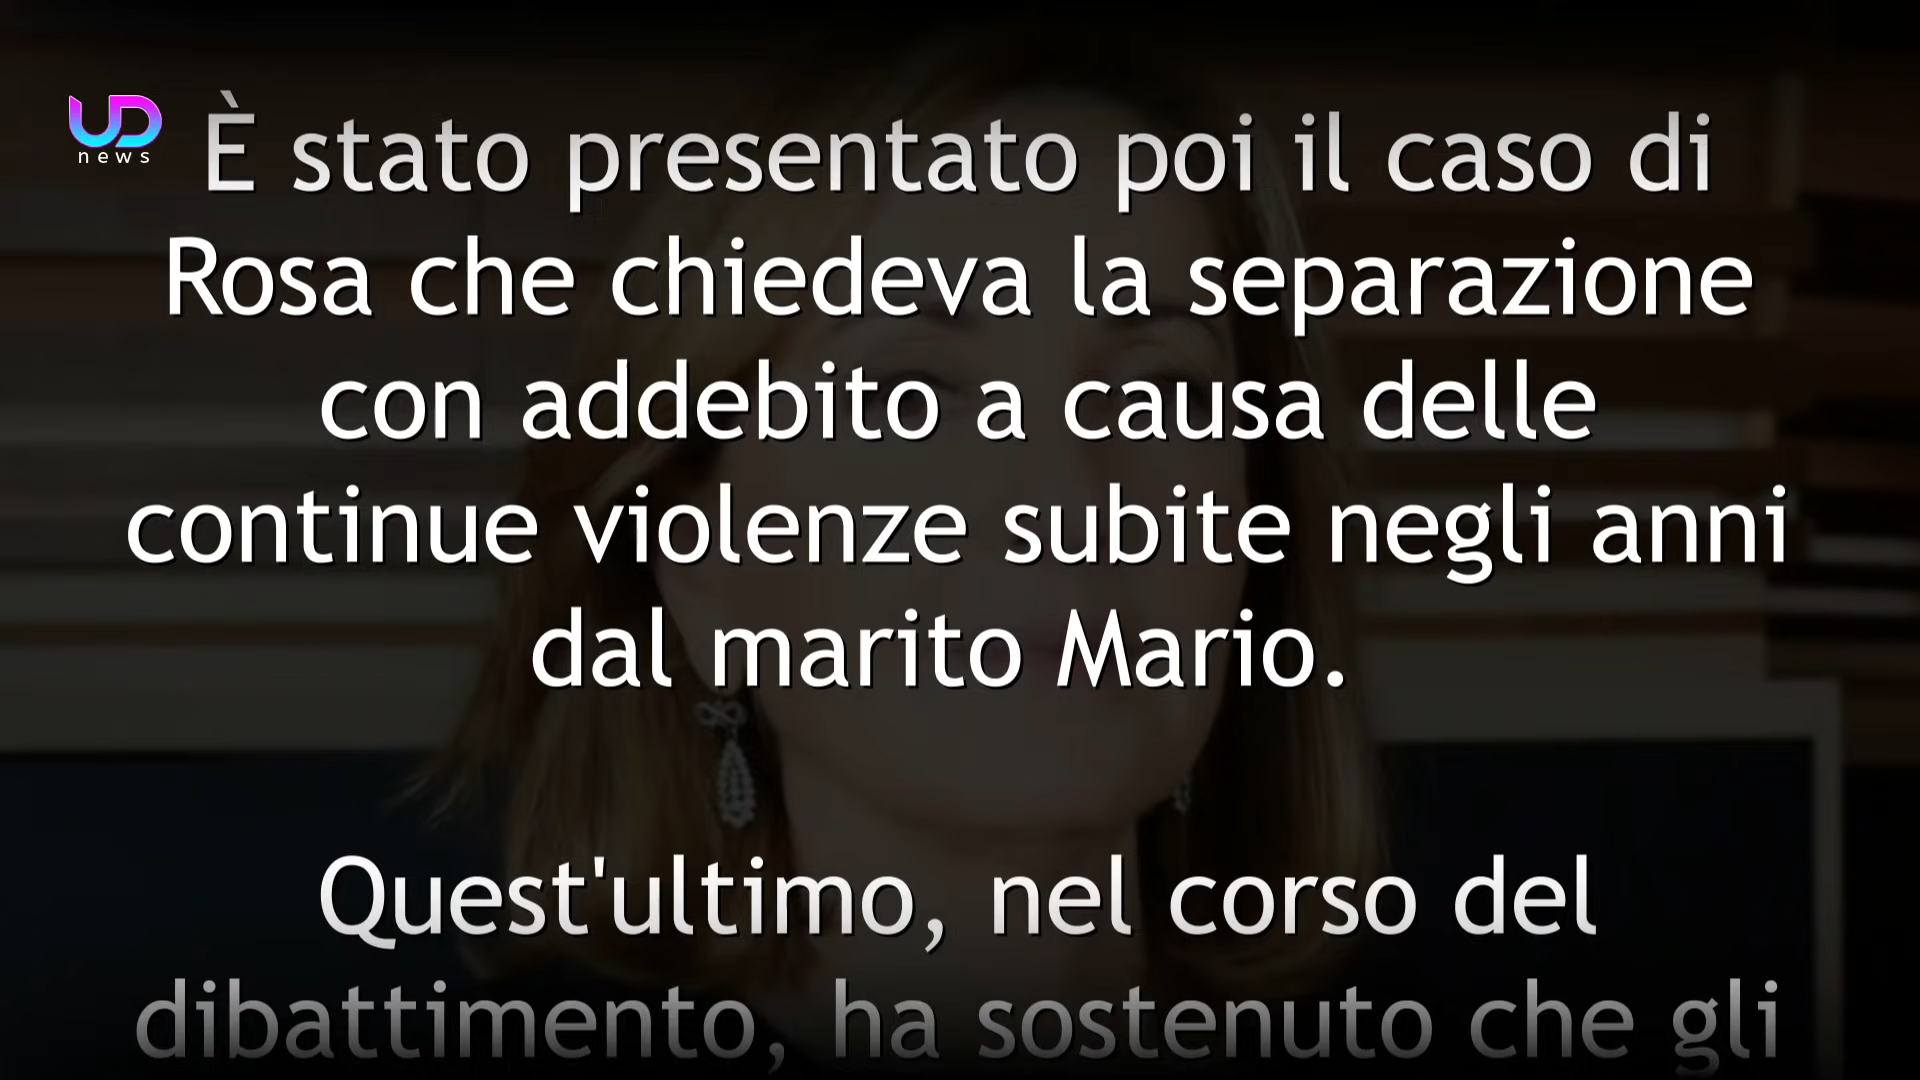 UD
news
È stato presentato poi il caso di
Rosa che chiedeva la separazione
con addebito a causa delle
continue violenze subite negli anni
dal marito Mario.
Quest'ultimo, nel corso del
dibattimento, ha sostenuto che gli